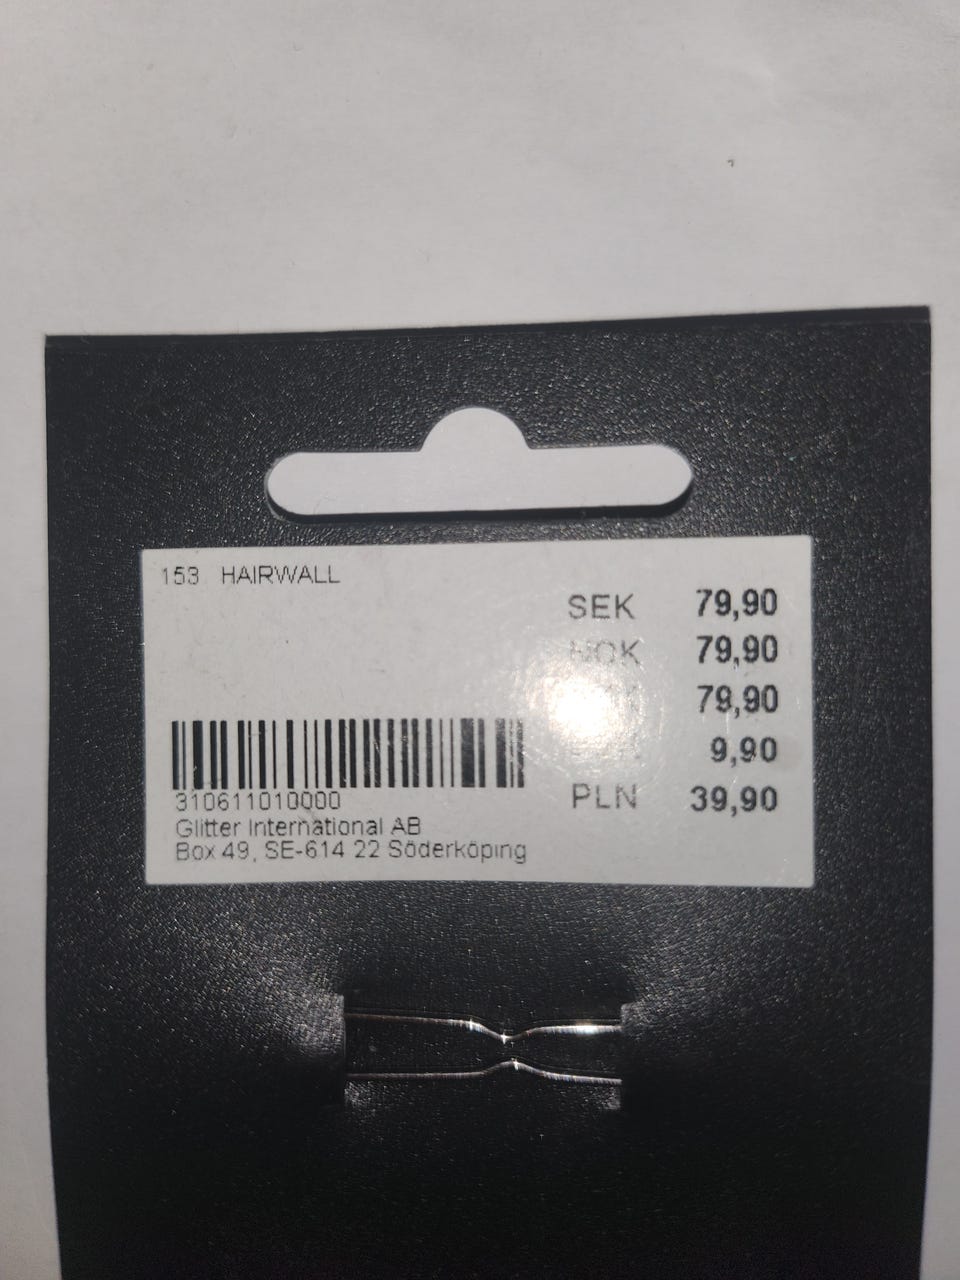 153 HAIRWALL
SEK 79,90
NOK 79,90
79,90
9,90
PLN 39,90
310611010000
Glitter International AB
Box 49, SE-614 22 Söderköping